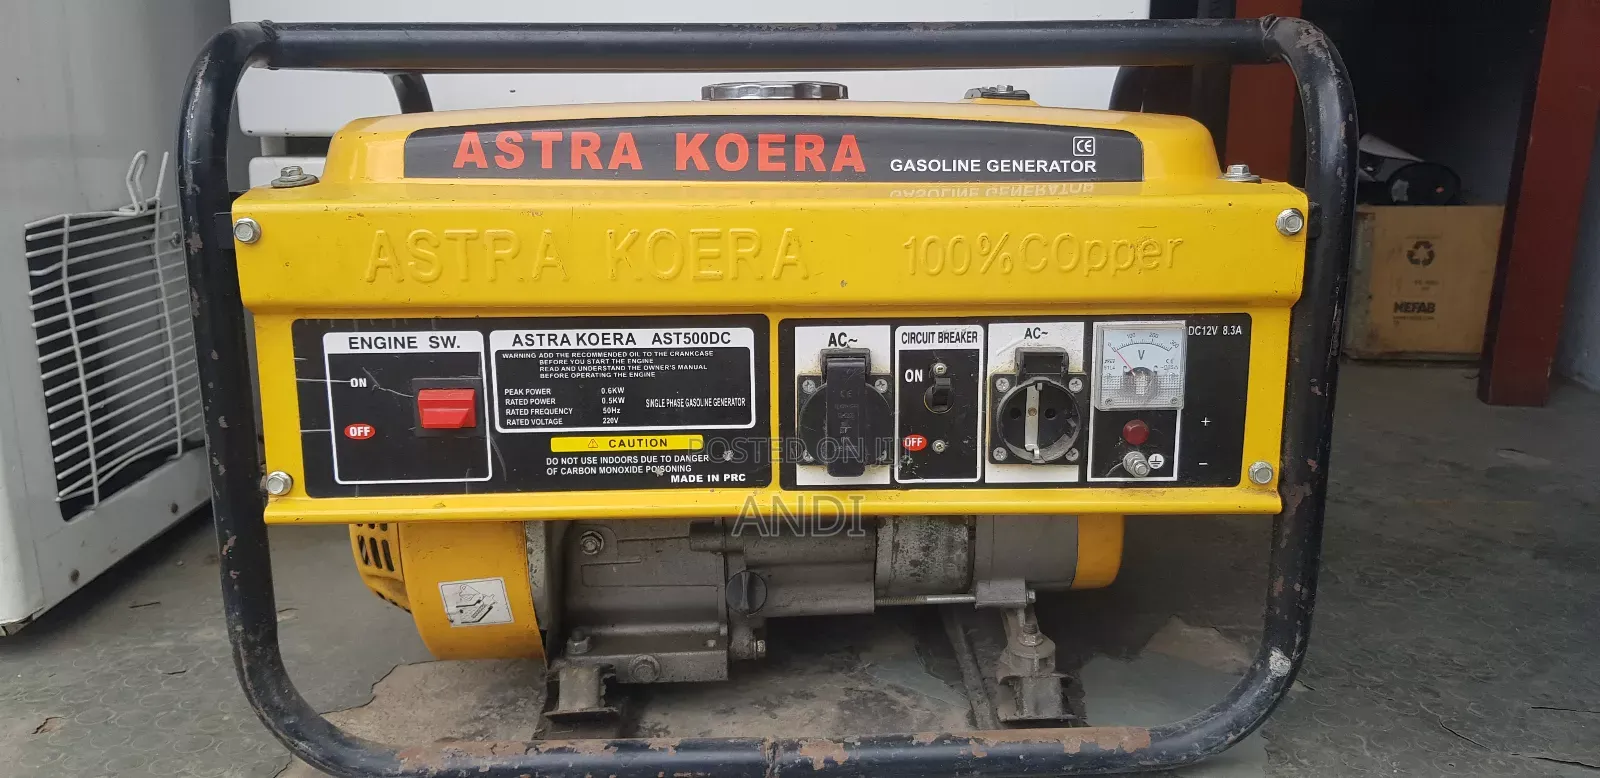 ASTRA KOERA GASOLINE GENERATOR CE
ASTRA KOERA 100%COpper
ENGINE SW.
ON
OFF
ASTRA KOERA AST500DC
WARNING ADD THE RECOMMENDED OIL TO THE CRANKCASE
BEFORE YOU START THE ENGINE
READ AND UNDERSTAND THE OWNER'S MANUAL
BEFORE OPERATING THE ENGINE
PEAK POWER 0.6KW
RATED POWER 0.5KW
RATED FREQUENCY 50Hz
RATED VOLTAGE 220V
SINGLE PHASE GASOLINE GENERATOR
CAUTION
DO NOT USE INDOORS DUE TO DANGER
OF CARBON MONOXIDE POISONING
MADE IN PRC
AC~
CIRCUIT BREAKER
ON
OFF
AC~
V
DC12V 8.3A
+
−
POSTED ON JIJI
ANDI
NEFAB